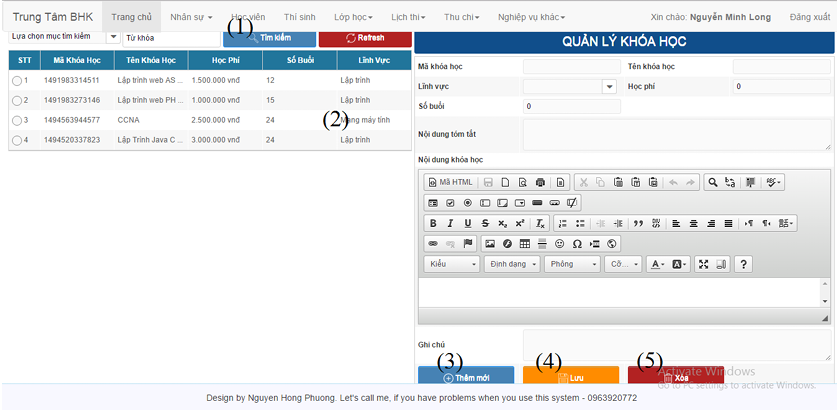 Trung Tâm BHK Trang chủ Nhân sự Học viên Thí sinh Lớp học Lịch thi Thu chi Nghiệp vụ khác Xin chào: Nguyễn Minh Long Đăng xuất
(1)
Lựa chọn mục tìm kiếm Từ khóa Tìm kiếm Refresh
STT Mã Khóa Học Tên Khóa Học Học Phí Số Buổi Lĩnh Vực
1 1491983314511 Lập trình web AS ... 1.500.000 vnđ 12 Lập trình
2 1491983273146 Lập trình web PH ... 1.000.000 vnđ 15 Lập trình
3 1494563944577 CCNA 2.500.000 vnđ 24 (2) Mạng máy tính
4 1494520337823 Lập Trình Java C ... 3.000.000 vnđ 24 Lập trình
QUẢN LÝ KHÓA HỌC
Mã khóa học Tên khóa học
Lĩnh vực Học phí 0
Số buổi 0
Nội dung tóm tắt
Nội dung khóa học
Mã HTML
Kiểu Định dạng Phông Cỡ ...
Ghi chú
(3) (4) (5)
Thêm mới Lưu Xóa
Activate Windows
Go to PC settings to activate Windows.
Design by Nguyen Hong Phuong. Let's call me, if you have problems when you use this system - 0963920772